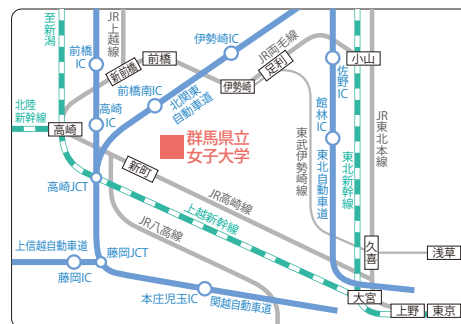 至新潟
JR上越線
前橋
IC
新前橋
前橋
伊勢崎IC
JR両毛線
足利
小山
佐野IC
前橋南IC
伊勢崎
北関東
自動車道
館林IC
北陸
新幹線
高崎
高崎
IC
群馬県立
女子大学
東武伊勢崎線
東北自動車道
東北新幹線
JR東北本線
新町
高崎JCT
JR高崎線
上越新幹線
JR八高線
上信越自動車道
藤岡JCT
藤岡IC
本庄児玉IC
関越自動車道
久喜
浅草
大宮
上野
東京